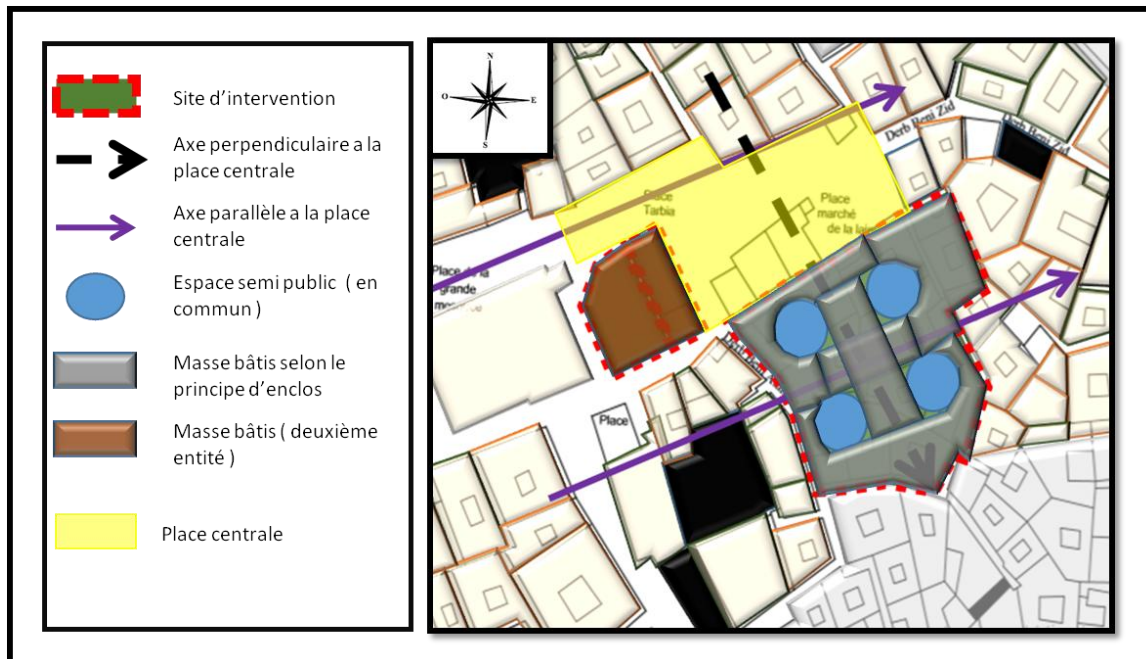 Site d'intervention
Axe perpendiculaire a la
place centrale
Axe parallèle a la place
centrale
Espace semi public ( en
commun )
Masse bâtis selon le
principe d'enclos
Masse bâtis ( deuxième
entité )
Place centrale
N
O
E
S
Derb Beni Zid
Derb Beni Zid
Place
Tarbia
Place
marché
de la laine
Place de la
grande
Place